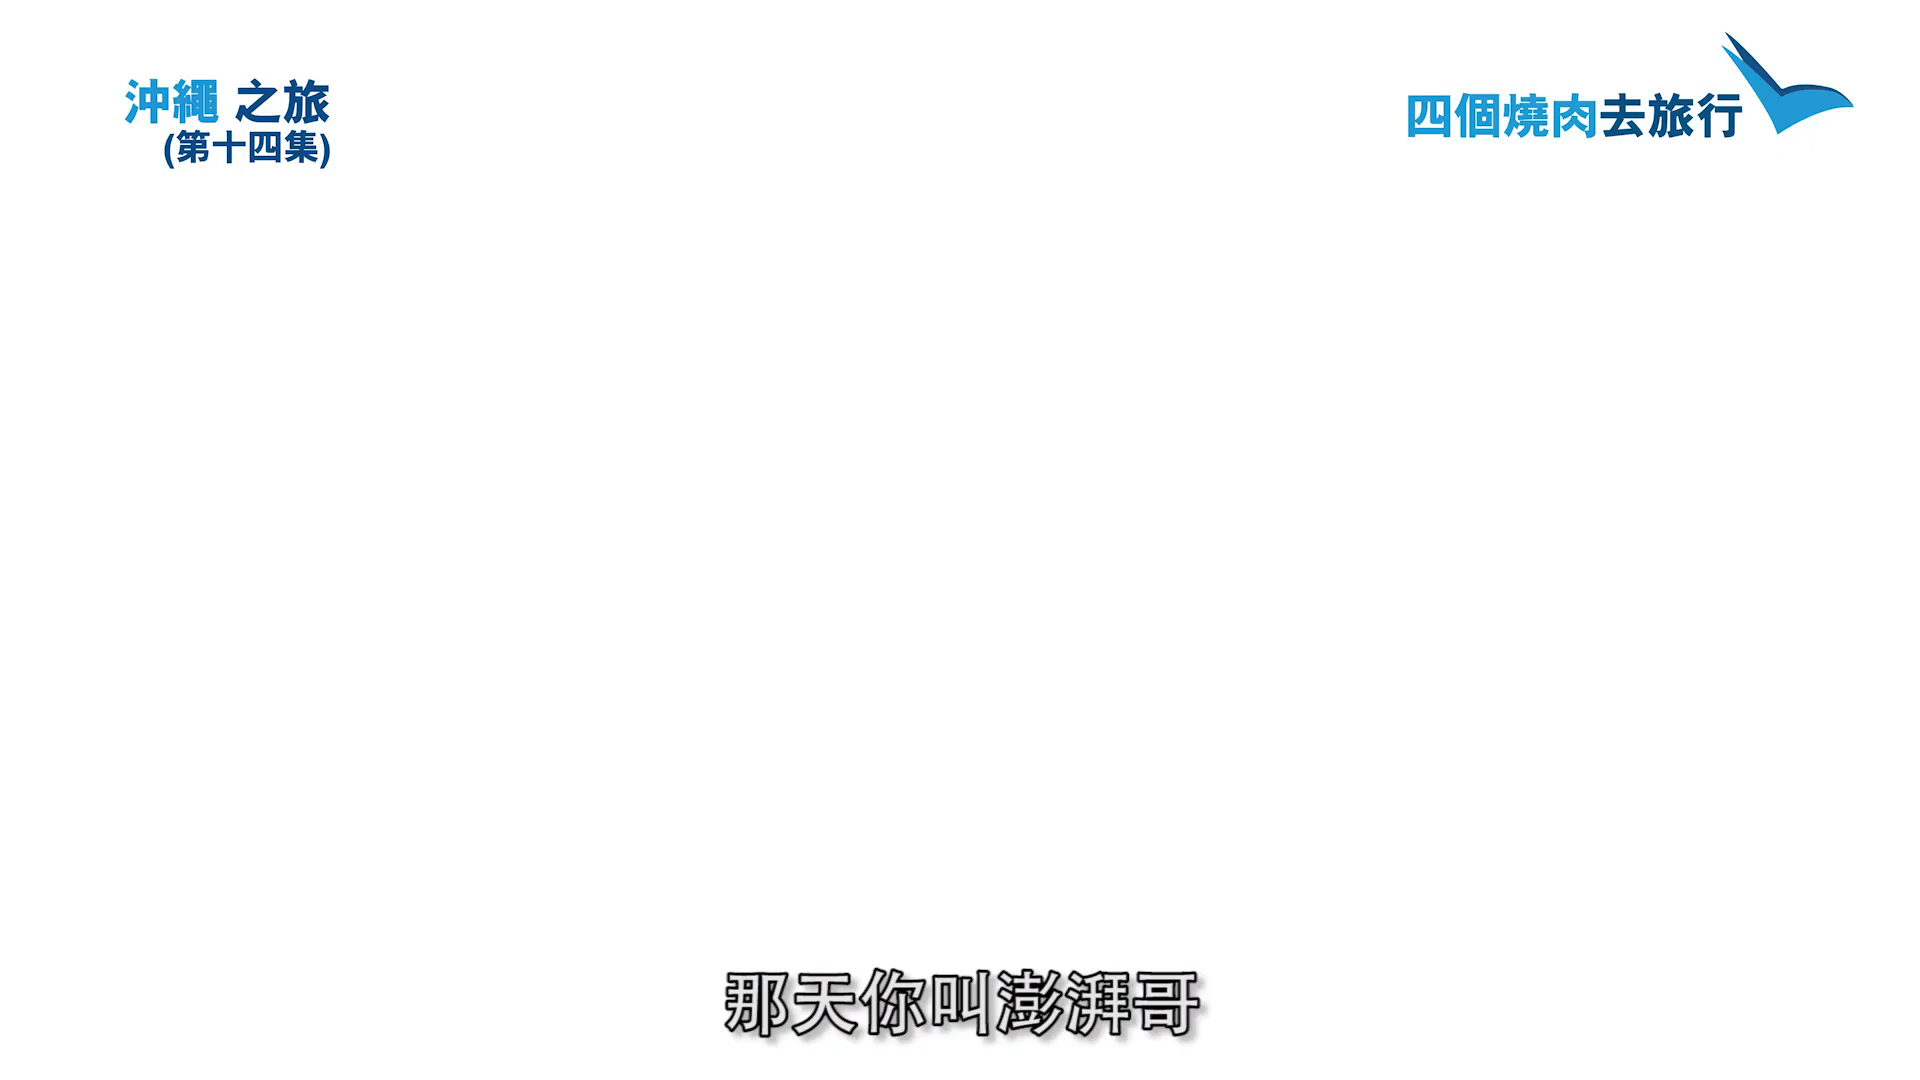 沖繩 之旅
(第十四集)
四個燒肉去旅行
那天你叫澎湃哥